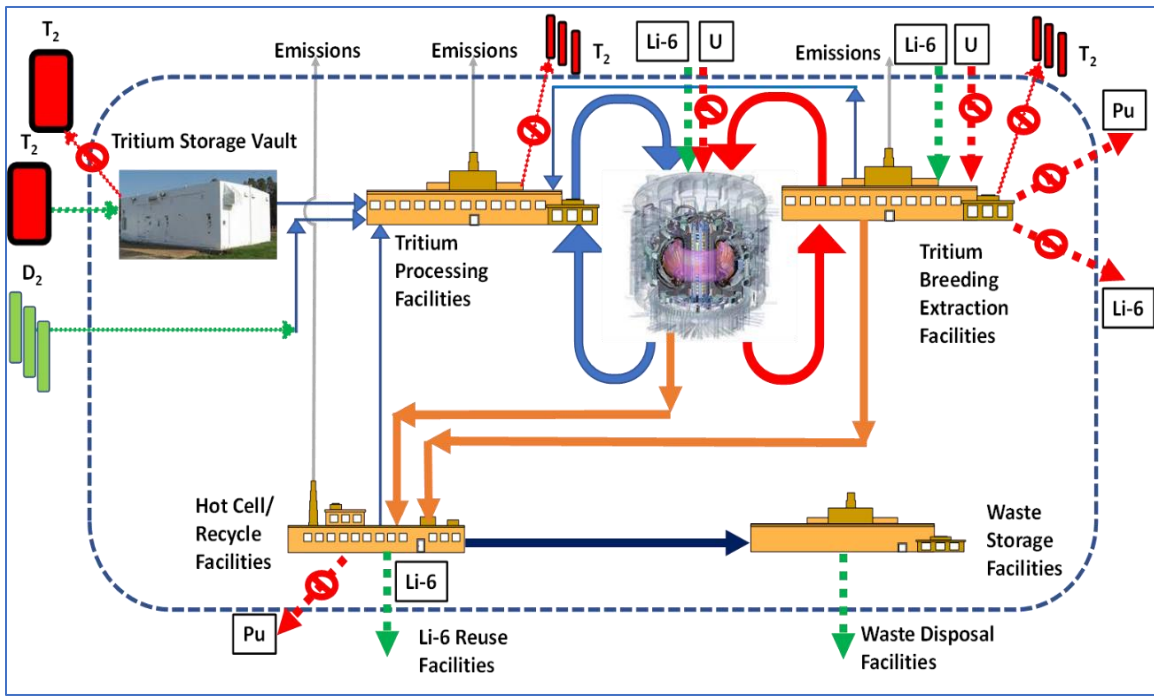 T2
Emissions
Emissions
T2
Li-6
U
Emissions
Li-6
U
T2
Pu
T2
Tritium Storage Vault
D2
Tritium
Processing
Facilities
Tritium
Breeding
Extraction
Facilities
Li-6
Hot Cell/
Recycle
Facilities
Waste
Storage
Facilities
Li-6
Pu
Li-6 Reuse
Facilities
Waste Disposal
Facilities